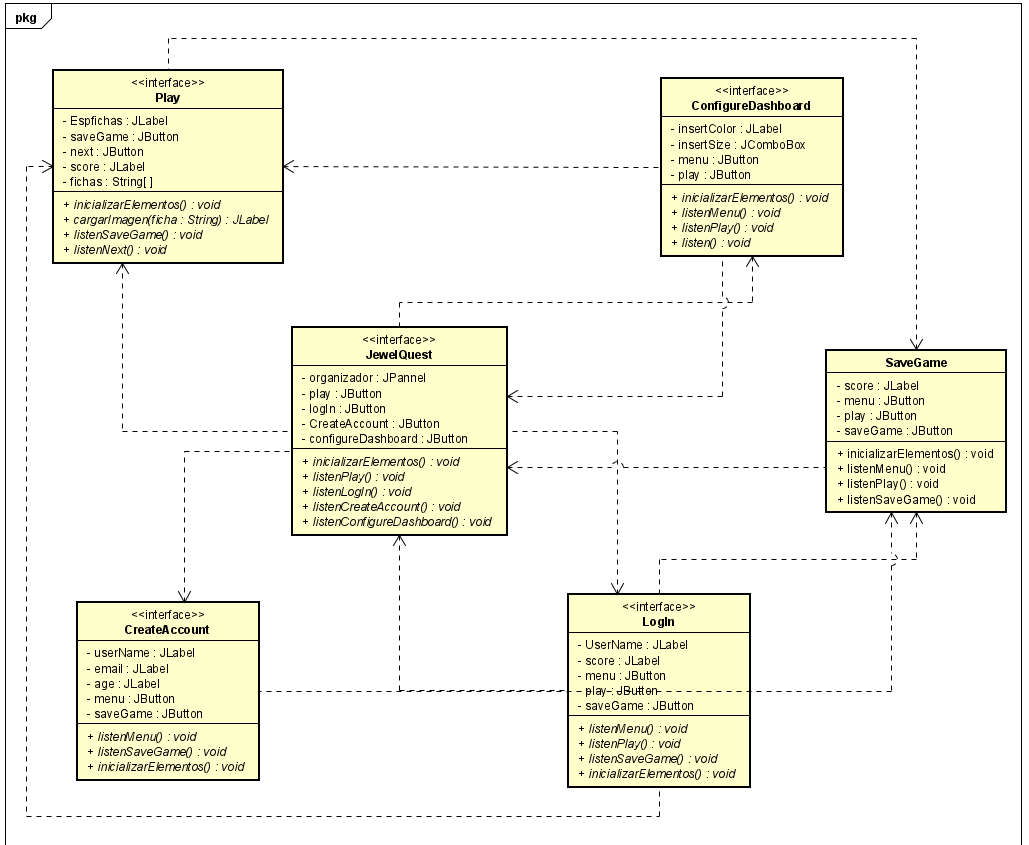 pkg
<<interface>>
Play
- Espfichas : JLabel
- saveGame : JButton
- next : JButton
- score : JLabel
- fichas : String[ ]
+ inicializarElementos() : void
+ cargarImagen(ficha : String) : JLabel
+ listenSaveGame() : void
+ listenNext() : void
<<interface>>
ConfigureDashboard
- insertColor : JLabel
- insertSize : JComboBox
- menu : JButton
- play : JButton
+ inicializarElementos() : void
+ listenMenu() : void
+ listenPlay() : void
+ listen() : void
<<interface>>
JewelQuest
- organizador : JPannel
- play : JButton
- logIn : JButton
- CreateAccount : JButton
- configureDashboard : JButton
+ inicializarElementos() : void
+ listenPlay() : void
+ listenLogIn() : void
+ listenCreateAccount() : void
+ listenConfigureDashboard() : void
SaveGame
- score : JLabel
- menu : JButton
- play : JButton
- saveGame : JButton
+ inicializarElementos() : void
+ listenMenu() : void
+ listenPlay() : void
+ listenSaveGame() : void
<<interface>>
CreateAccount
- userName : JLabel
- email : JLabel
- age : JLabel
- menu : JButton
- saveGame : JButton
+ listenMenu() : void
+ listenSaveGame() : void
+ inicializarElementos() : void
<<interface>>
LogIn
- UserName : JLabel
- score : JLabel
- menu : JButton
- play : JButton
- saveGame : JButton
+ listenMenu() : void
+ listenPlay() : void
+ listenSaveGame() : void
+ inicializarElementos() : void